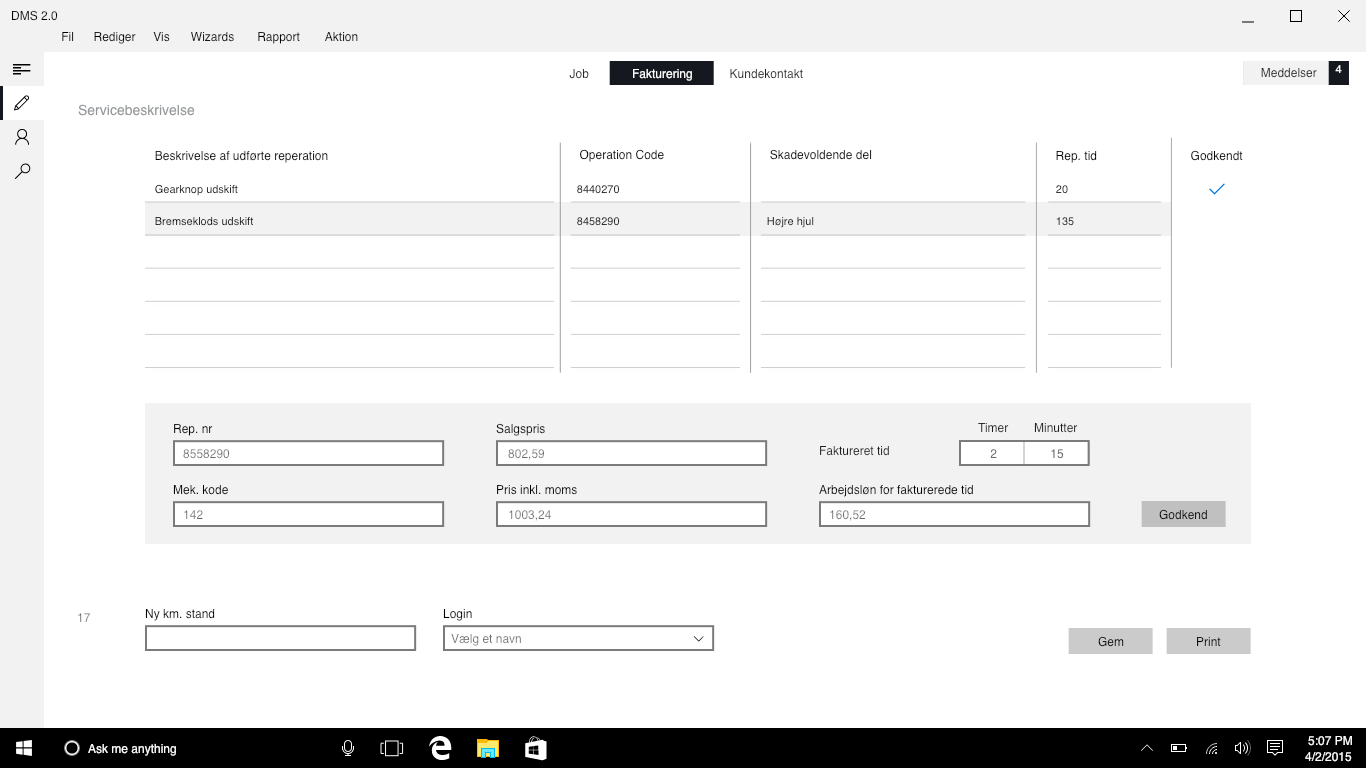 DMS 2.0
Fil Rediger Vis Wizards Rapport Aktion
Job Fakturering Kundekontakt Meddelser 4
Servicebeskrivelse
Beskrivelse af udførte reperation Operation Code Skadevoldende del Rep. tid Godkendt
Gearknop udskift 8440270 20
Bremseklods udskift 8458290 Højre hjul 135
Rep. nr Salgspris Timer Minutter
8558290 802,59 Faktureret tid 2 15
Mek. kode Pris inkl. moms Arbejdsløn for fakturerede tid
142 1003,24 160,52 Godkend
17 Ny km. stand Login
Vælg et navn Gem Print
Ask me anything 5:07 PM
4/2/2015